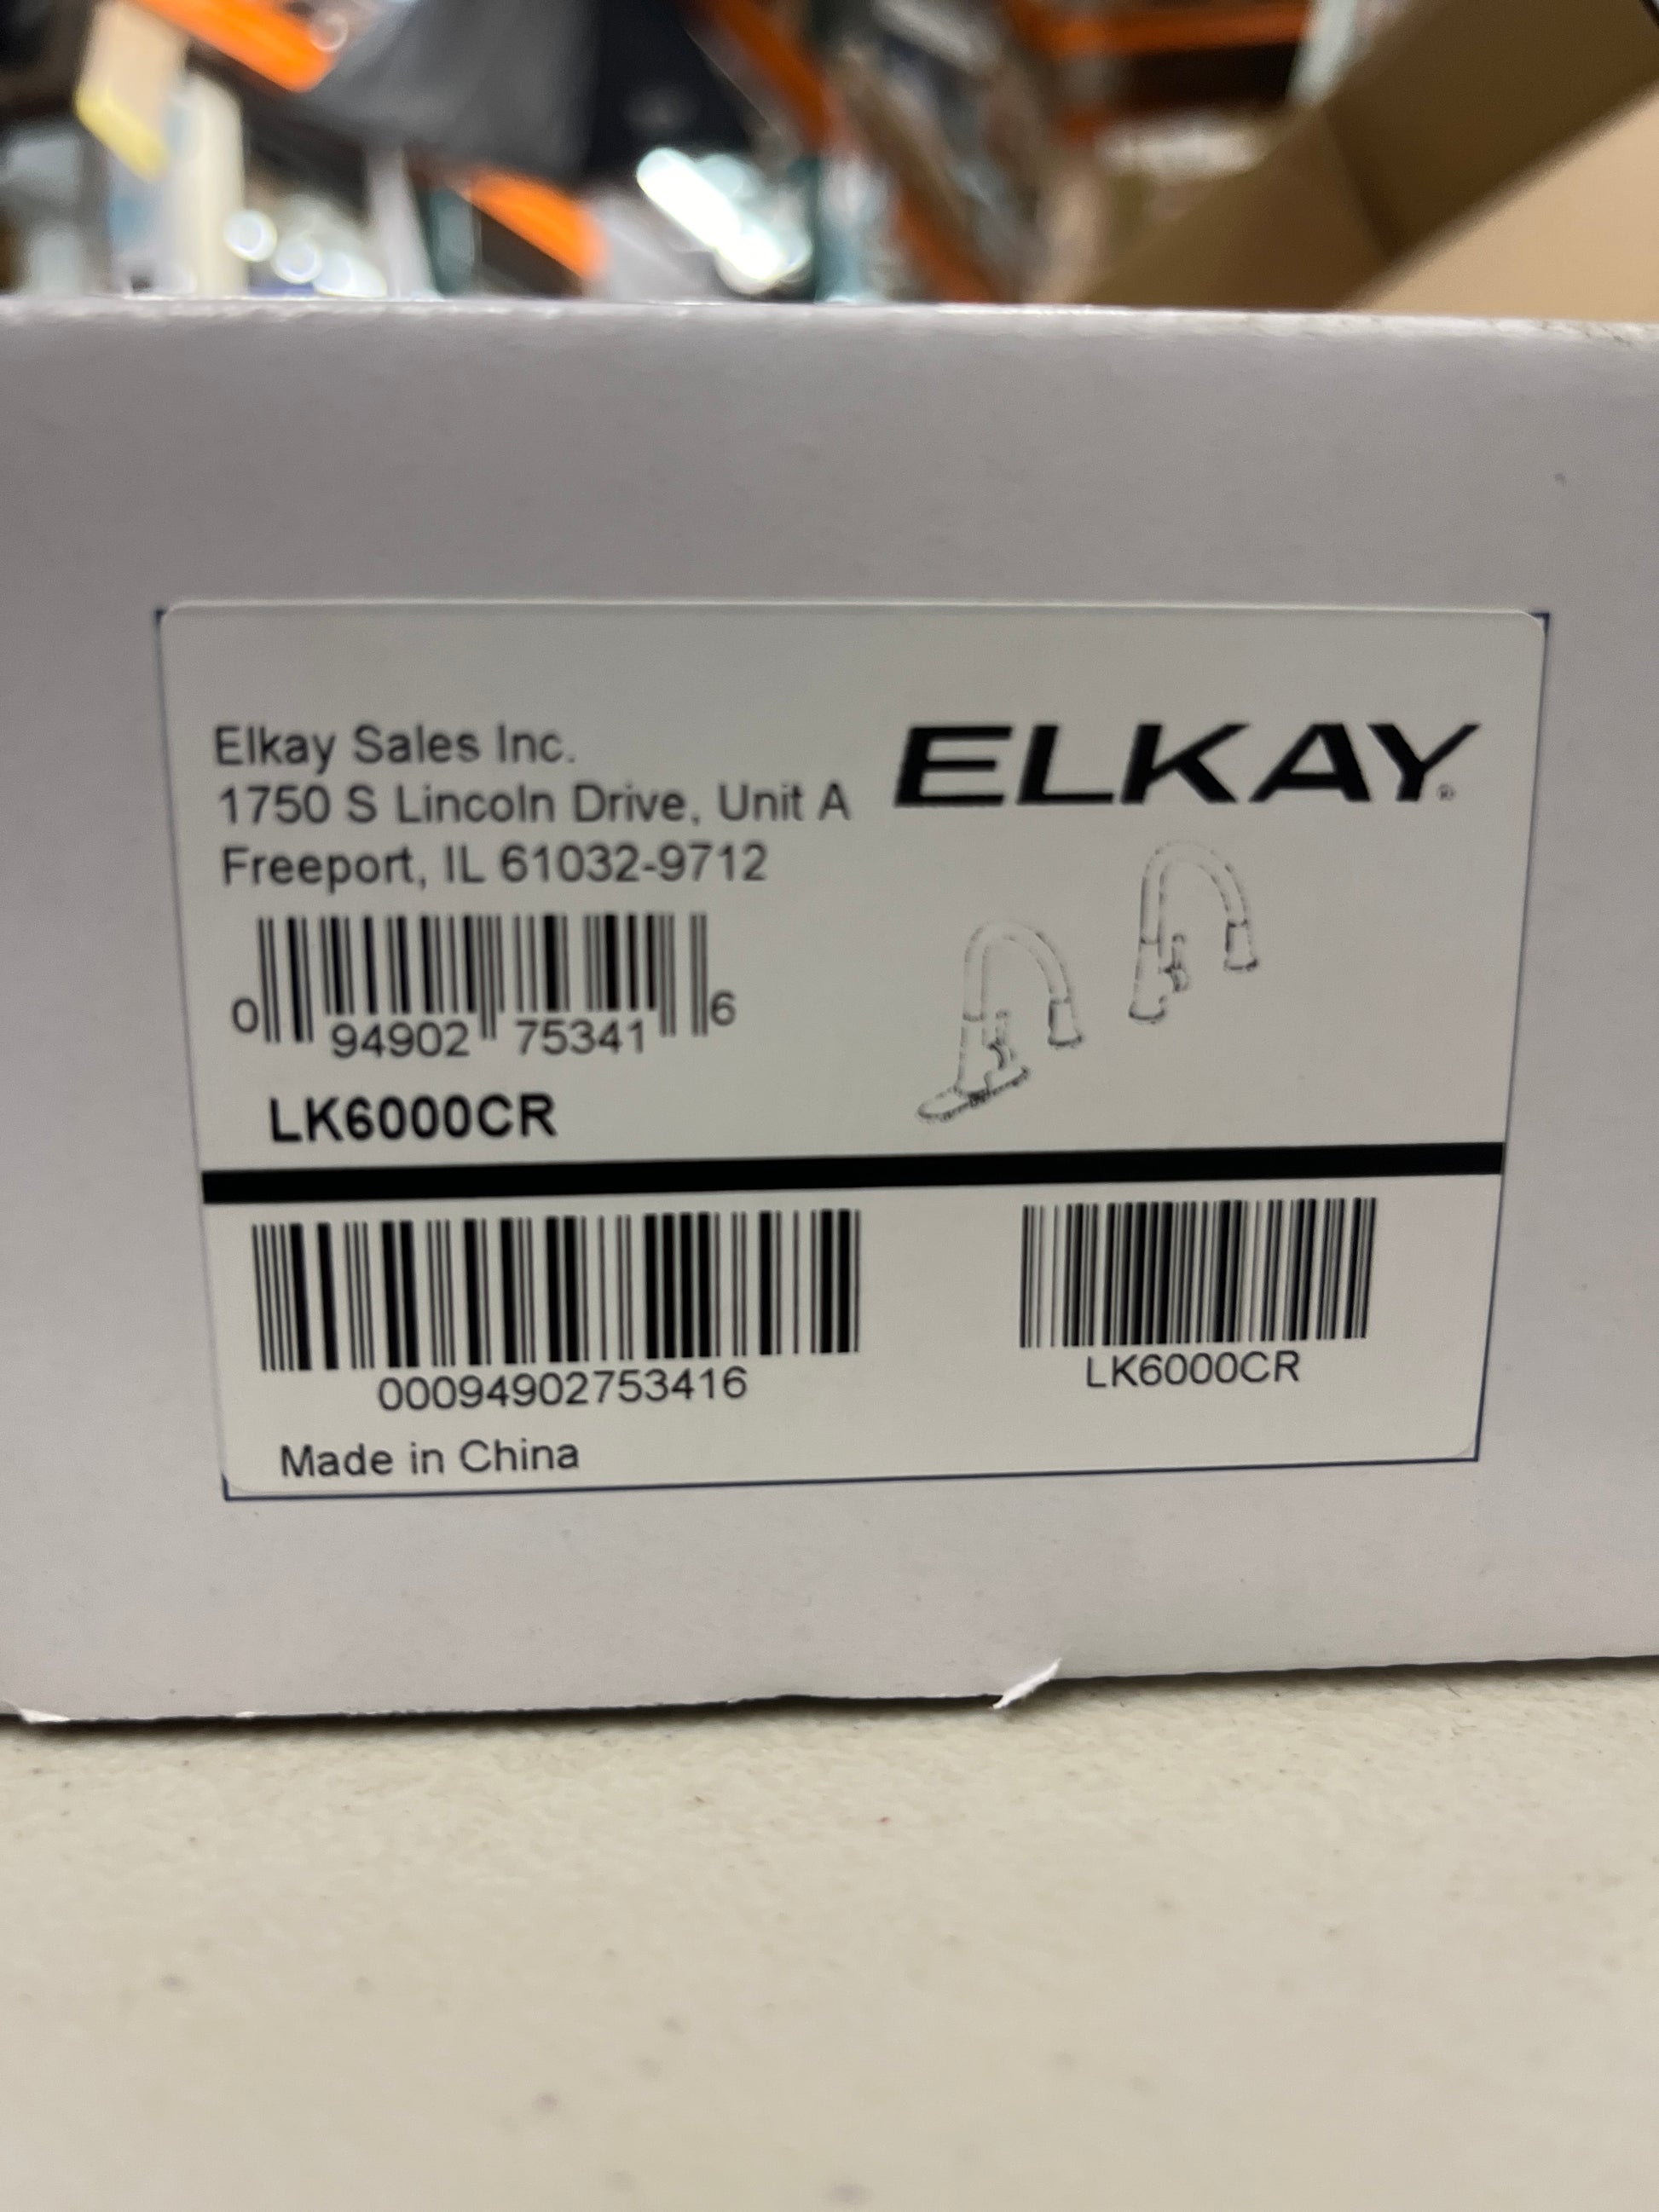 Elkay Sales Inc.
1750 S Lincoln Drive, Unit A
Freeport, IL 61032-9712
ELKAY®
0 94902 75341 6
LK6000CR
00094902753416
LK6000CR
Made in China